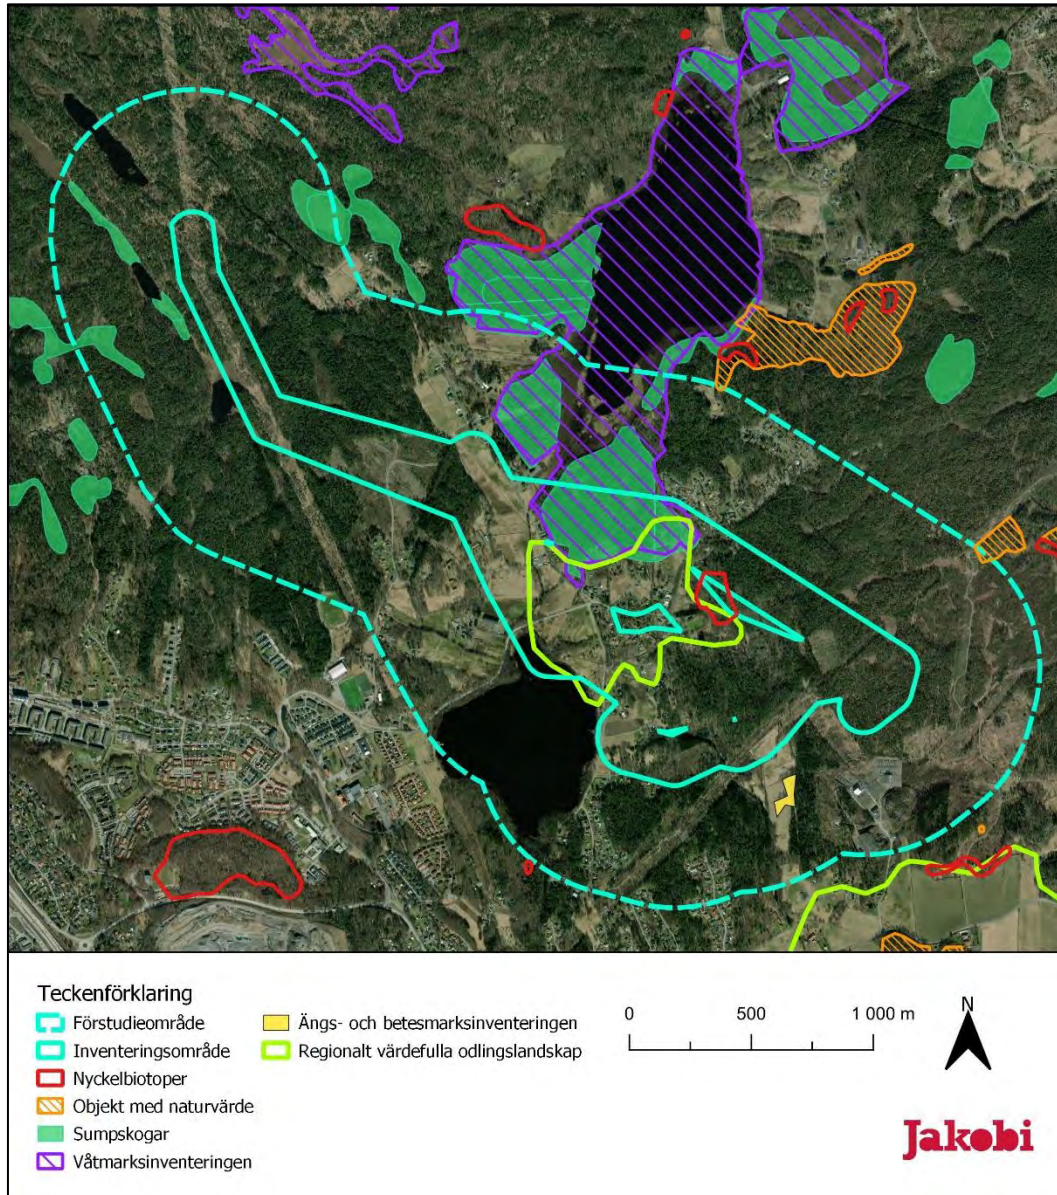 Teckenförklaring
Förstudieområde
Inventeringsområde
Nyckelbiotoper
Objekt med naturvärde
Sumpskogar
Våtmarksinventeringen
Ängs- och betesmarksinventeringen
Regionalt värdefulla odlingslandskap
0 500 1 000 m
N
Jakobi